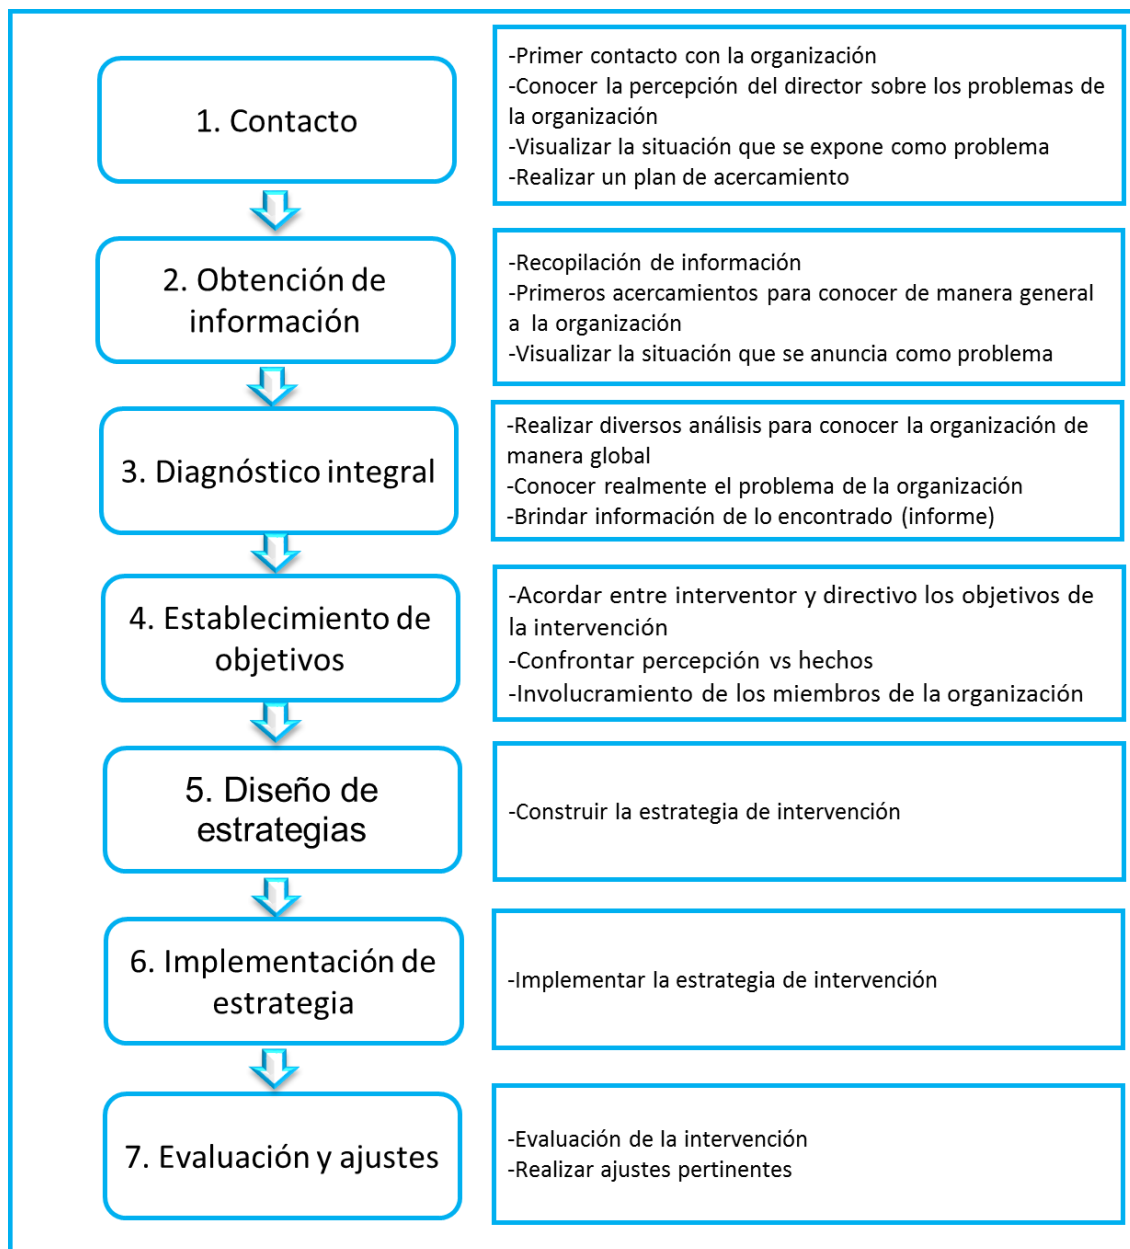 1. Contacto
-Primer contacto con la organización
-Conocer la percepción del director sobre los problemas de
la organización
-Visualizar la situación que se expone como problema
-Realizar un plan de acercamiento
2. Obtención de
información
-Recopilación de información
-Primeros acercamientos para conocer de manera general
a la organización
-Visualizar la situación que se anuncia como problema
3. Diagnóstico integral
-Realizar diversos análisis para conocer la organización de
manera global
-Conocer realmente el problema de la organización
-Brindar información de lo encontrado (informe)
4. Establecimiento de
objetivos
-Acordar entre interventor y directivo los objetivos de
la intervención
-Confrontar percepción vs hechos
-Involucramiento de los miembros de la organización
5. Diseño de
estrategias
-Construir la estrategia de intervención
6. Implementación de
estrategia
-Implementar la estrategia de intervención
7. Evaluación y ajustes
-Evaluación de la intervención
-Realizar ajustes pertinentes